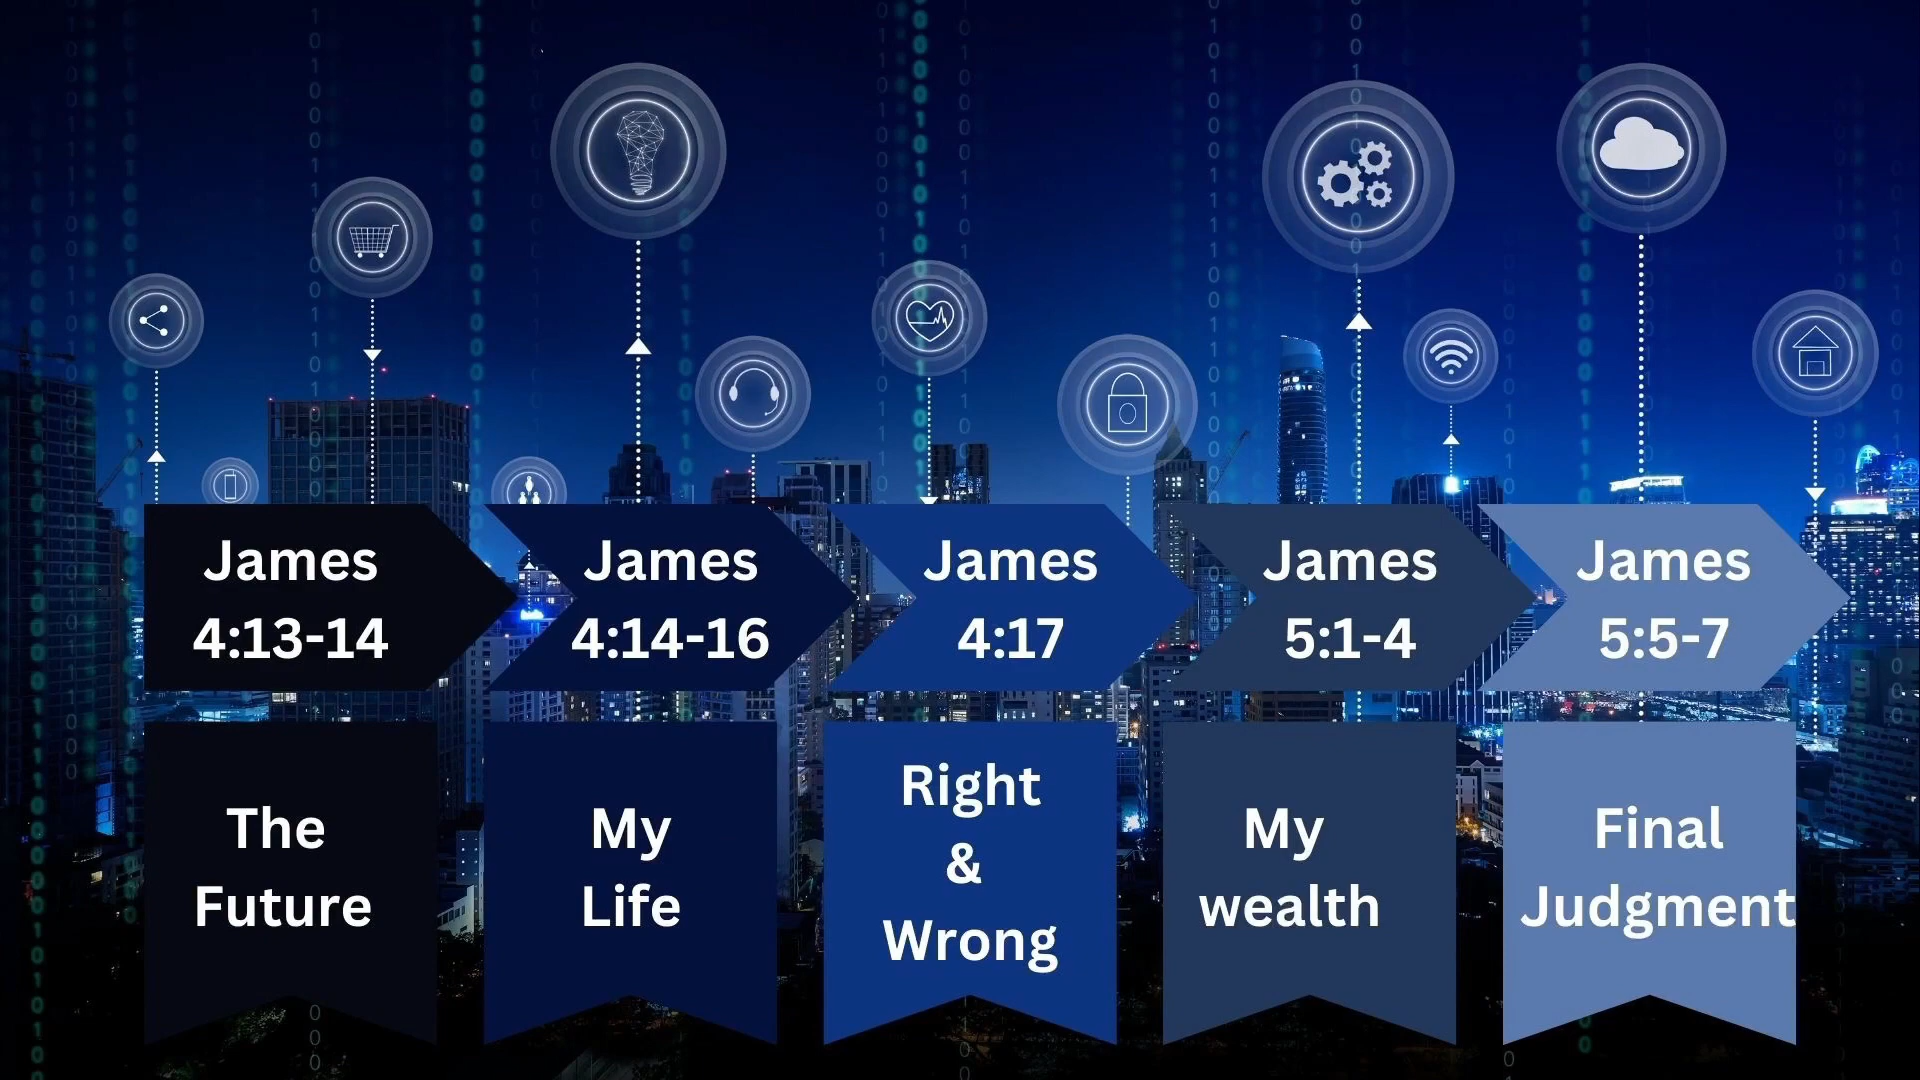 James
4:13-14
James
4:14-16
James
4:17
James
5:1-4
James
5:5-7
The
Future
My
Life
Right
&
Wrong
My
wealth
Final
Judgment